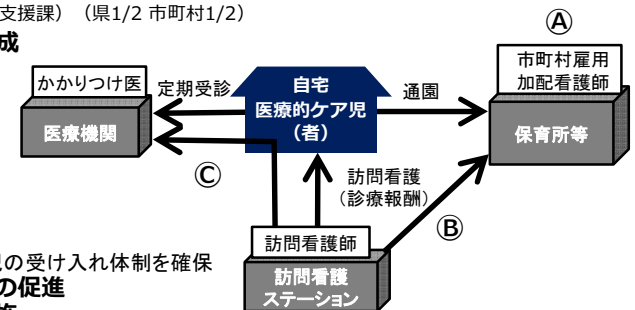 支援課）（県1/2 市町村1/2）
成
Ⓐ
市町村雇用
加配看護師
保育所等
かかりつけ医
医療機関
定期受診
自宅
医療的ケア児
（者）
通園
Ⓒ
訪問看護
（診療報酬）
Ⓑ
訪問看護師
訪問看護
ステーション
の受け入れ体制を確保
の促進